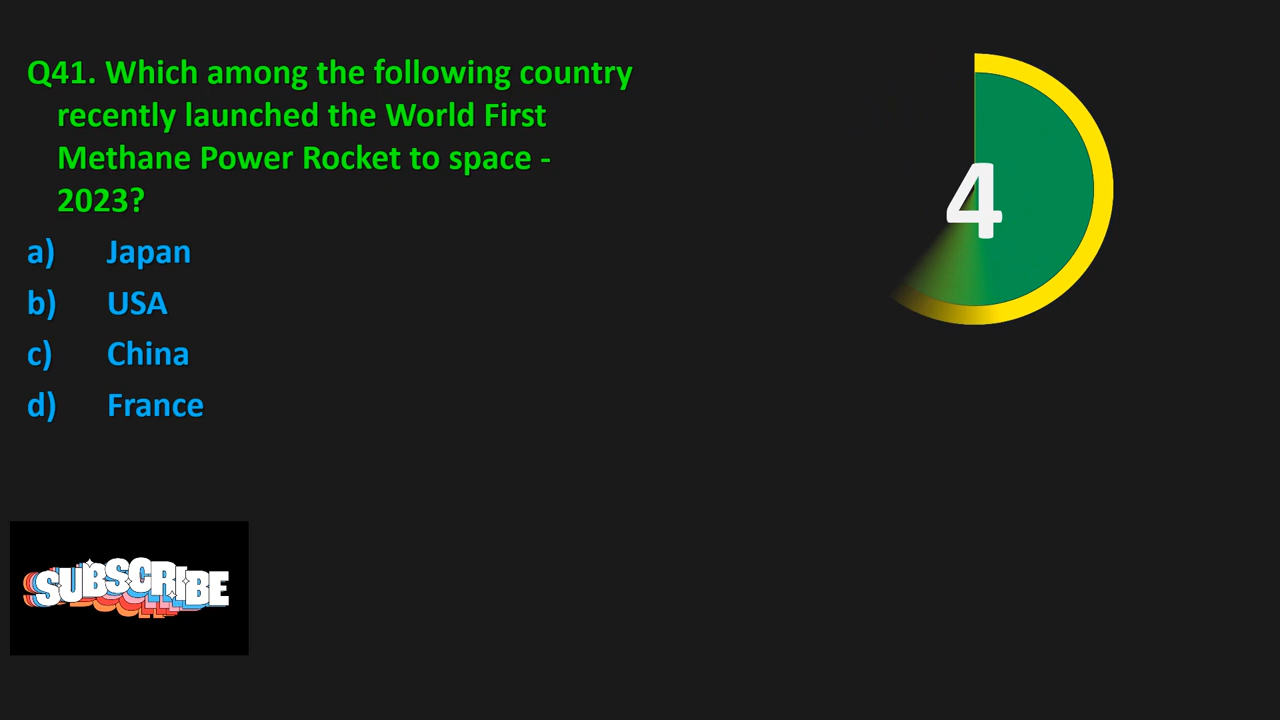 Q41. Which among the following country
recently launched the World First
Methane Power Rocket to space -
2023?
4
a) Japan
b) USA
c) China
d) France
SUBSCRIBE